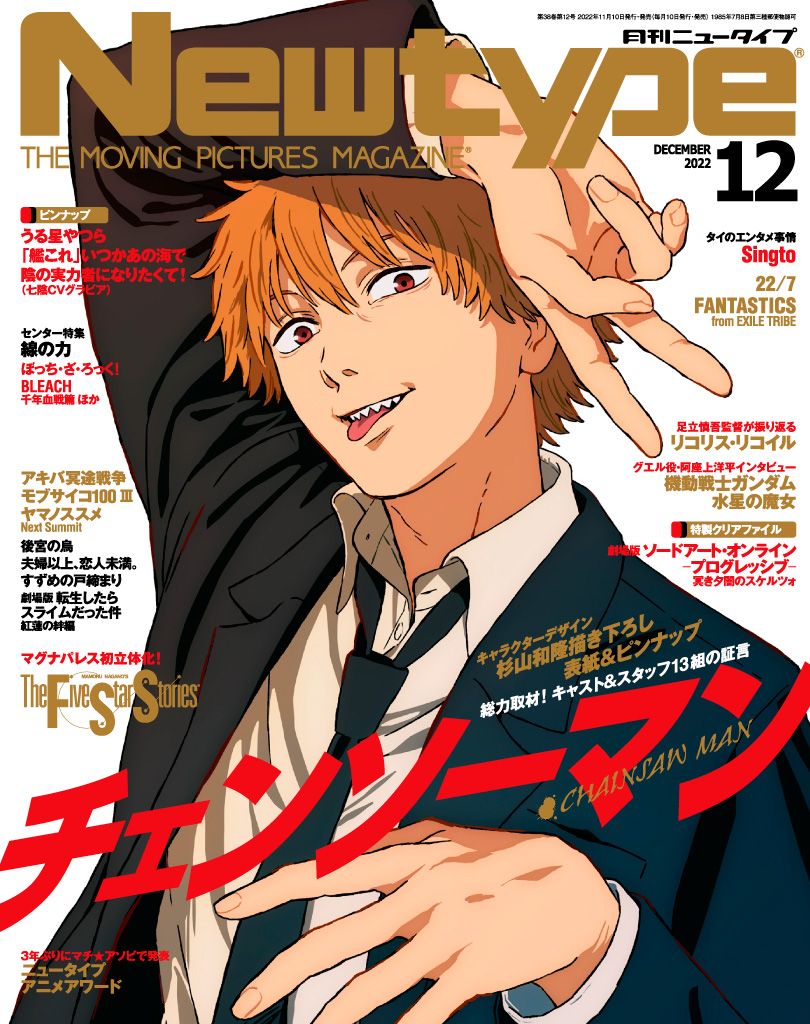 第38巻第12号 2022年11月10日発行・発売(毎月10日発行・発売) 1985年7月8日第三種郵便物認可
月刊ニュータイプ
Newtype®
THE MOVING PICTURES MAGAZINE®
DECEMBER
2022
12
ピンナップ
うる星やつら
「艦これ」いつかあの海で
陰の実力者になりたくて!
(七陰CVグラビア)
センター特集
線の力
ぼっち・ざ・ろっく!
BLEACH
千年血戦篇 ほか
アキバ冥途戦争
モブサイコ100 III
ヤマノススメ
Next Summit
後宮の烏
夫婦以上、恋人未満。
すずめの戸締まり
劇場版 転生したら
スライムだった件
紅蓮の絆編
マグナパレス初立体化!
MAMORU NAGANO'S
The Five Star Stories
タイのエンタメ事情
Singto
22/7
FANTASTICS
from EXILE TRIBE
足立慎吾監督が振り返る
リコリス・リコイル
グエル役・阿座上洋平インタビュー
機動戦士ガンダム
水星の魔女
特製クリアファイル
劇場版 ソードアート・オンライン
-プログレッシブ-
冥き夕闇のスケルツォ
キャラクターデザイン
杉山和隆描き下ろし
表紙&ピンナップ
総力取材! キャスト&スタッフ13組の証言
チェンソーマン
CHAINSAW MAN
3年ぶりにマチ★アソビで発表
ニュータイプ
アニメアワード